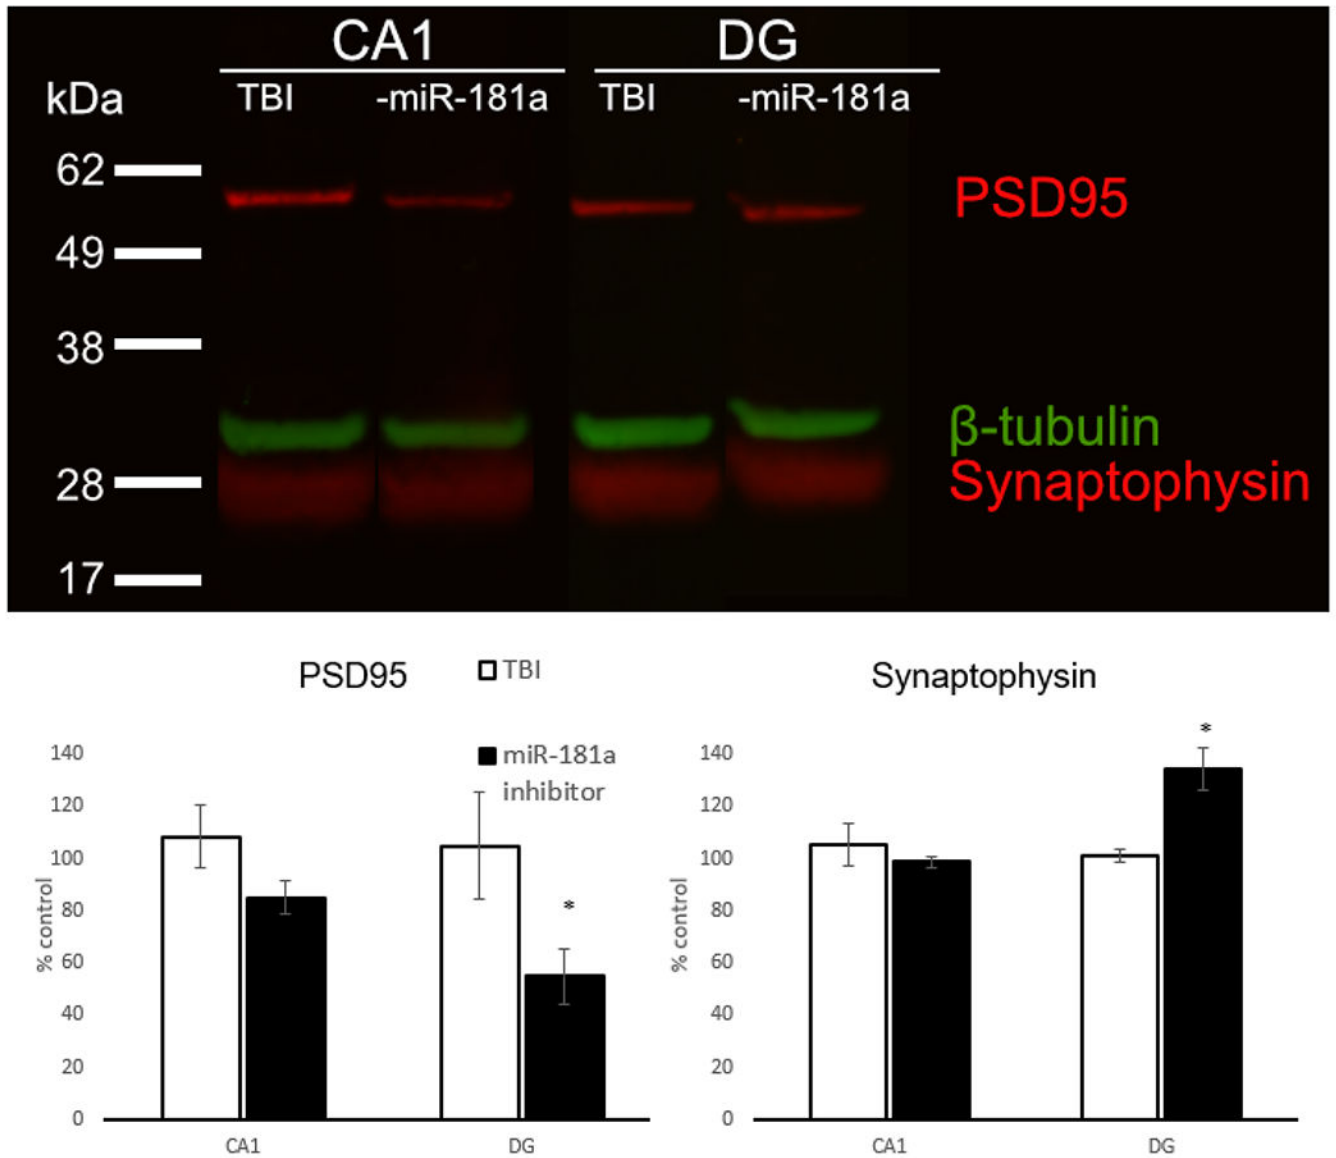 CA1 DG
kDa TBI -miR-181a TBI -miR-181a
62
PSD95
49
38
β-tubulin
28 Synaptophysin
17
PSD95 TBI Synaptophysin
miR-181a
inhibitor
% control
140
120
100
80
60
40
20
0
*
CA1 DG
% control
140
120
100
80
60
40
20
0
*
CA1 DG